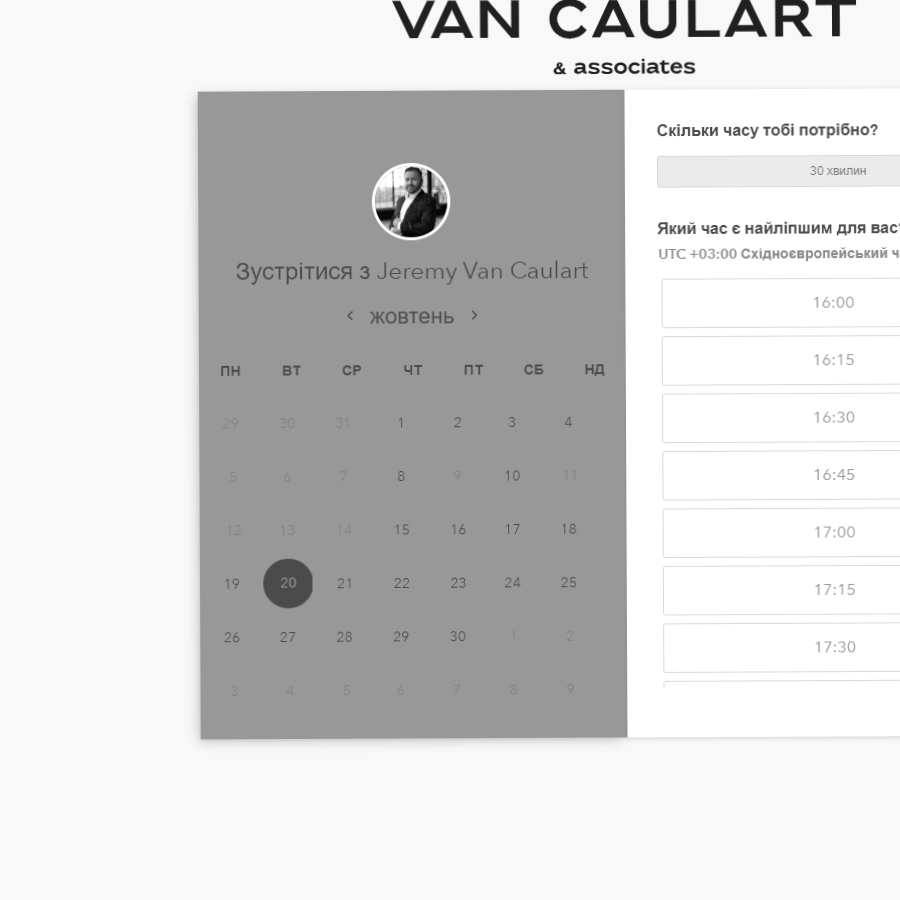 VAN CAULART
& associates
Зустрітися з Jeremy Van Caulart
‹ жовтень ›
ПН ВТ СР ЧТ ПТ СБ НД
29 30 31 1 2 3 4
5 6 7 8 9 10 11
12 13 14 15 16 17 18
19 20 21 22 23 24 25
26 27 28 29 30 1 2
3 4 5 6 7 8 9
Скільки часу тобі потрібно?
30 хвилин
Який час є найліпшим для вас
UTC +03:00 Східноєвропейський
16:00
16:15
16:30
16:45
17:00
17:15
17:30